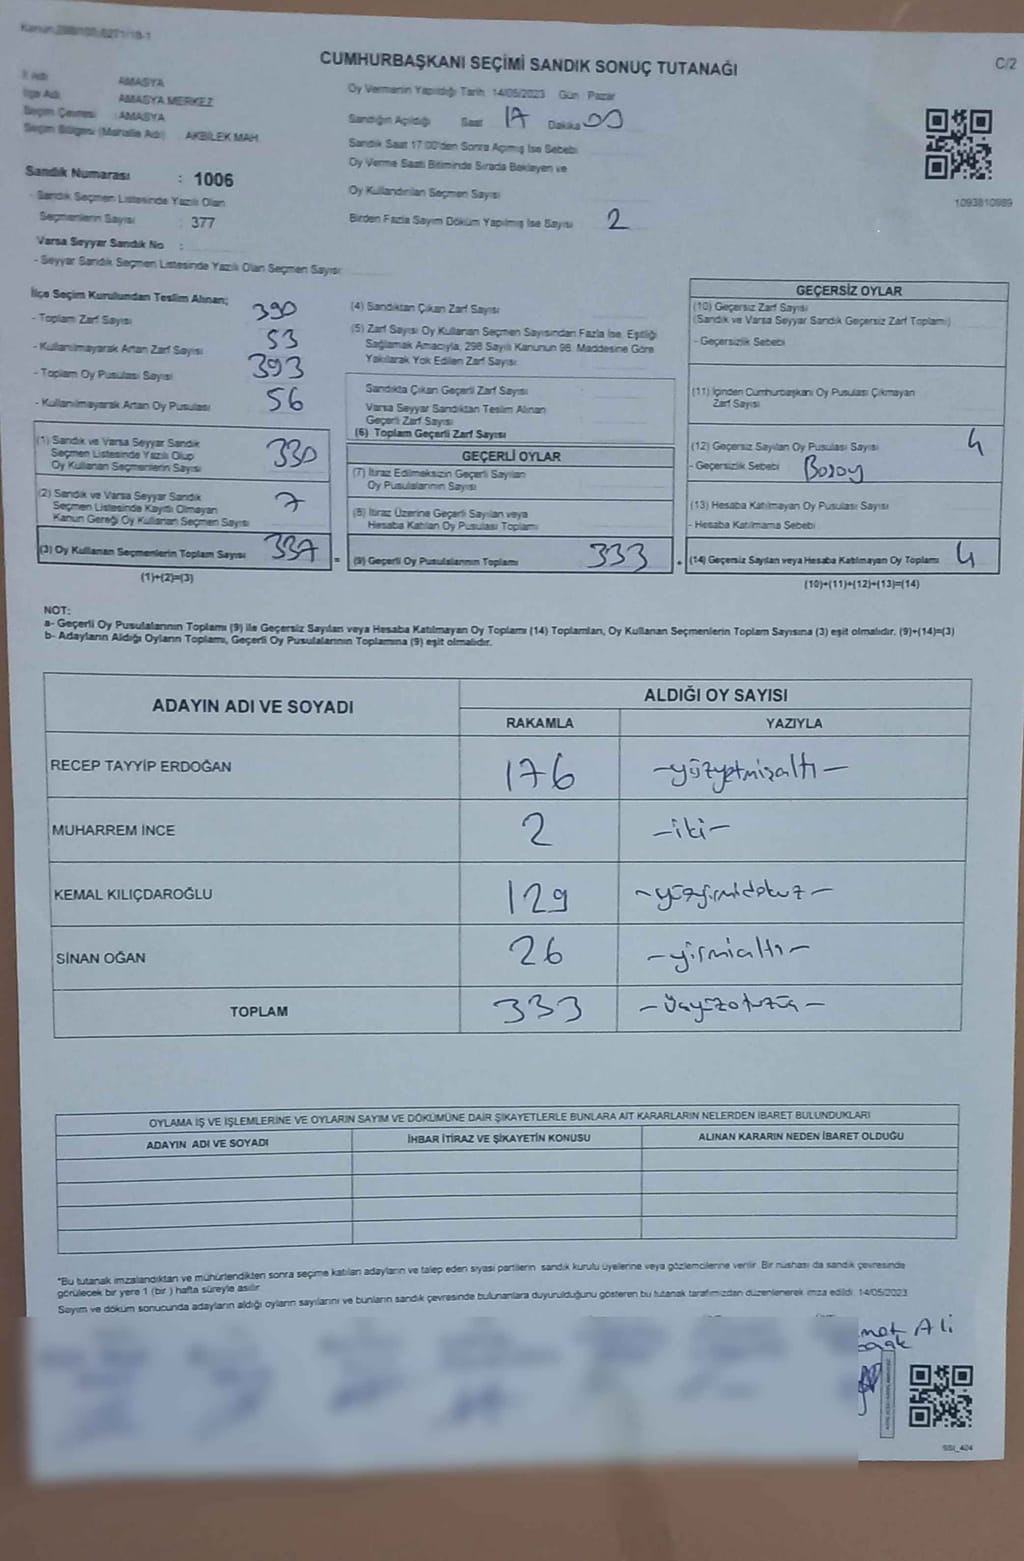 CUMHURBAŞKANI SEÇİMİ SANDIK SONUÇ TUTANAĞI
C/2
İl Adı AMASYA
İlçe Adı AMASYA MERKEZ
Seçim Çevresi : AMASYA
Seçim Bölgesi (Mahalle Adı) : AKBİLEK MAH.
Sandık Numarası : 1006
- Sandık Seçmen Listesinde Yazılı Olan
Seçmenlerin Sayısı : 377
Varsa Seyyar Sandık No :
- Seyyar Sandık Seçmen Listesinde Yazılı Olan Seçmen Sayısı:
Oy Vermenin Yapıldığı Tarih: 14/05/2023 Gün : Pazar
Sandığın Açıldığı Saat 17 Dakika 00
Sandık Saat 17:00'den Sonra Açılmış İse Sebebi
Oy Verme Saati Bitiminde Sırada Bekleyen ve
Oy Kullandırılan Seçmen Sayısı
Birden Fazla Sayım Döküm Yapılmış İse Sayısı 2
1093810989
İlçe Seçim Kurulundan Teslim Alınan;
- Toplam Zarf Sayısı 390
- Kullanılmayarak Artan Zarf Sayısı 53
- Toplam Oy Pusulası Sayısı 393
- Kullanılmayarak Artan Oy Pusulası 56
(1) Sandık ve Varsa Seyyar Sandık
Seçmen Listesinde Yazılı Olup
Oy Kullanan Seçmenlerin Sayısı 330
(2) Sandık ve Varsa Seyyar Sandık
Seçmen Listesinde Kayıtlı Olmayan
Kanun Gereği Oy Kullanan Seçmen Sayısı 7
(3) Oy Kullanan Seçmenlerin Toplam Sayısı 337 =
(1)+(2)=(3)
(4) Sandıktan Çıkan Zarf Sayısı
(5) Zarf Sayısı Oy Kullanan Seçmen Sayısından Fazla İse, Eşitliği
Sağlamak Amacıyla, 298 Sayılı Kanunun 98. Maddesine Göre
Yakılarak Yok Edilen Zarf Sayısı
Sandıkta Çıkan Geçerli Zarf Sayısı
Varsa Seyyar Sandıktan Teslim Alınan
Geçerli Zarf Sayısı
(6) Toplam Geçerli Zarf Sayısı
GEÇERLİ OYLAR
(7) İtiraz Edilmeksizin Geçerli Sayılan
Oy Pusulalarının Sayısı
(8) İtiraz Üzerine Geçerli Sayılan veya
Hesaba Katılan Oy Pusulası Toplamı
(9) Geçerli Oy Pusulalarının Toplamı 333 +
GEÇERSİZ OYLAR
(10) Geçersiz Zarf Sayısı
(Sandık ve Varsa Seyyar Sandık Geçersiz Zarf Toplamı)
- Geçersizlik Sebebi
(11) İçinden Cumhurbaşkanı Oy Pusulası Çıkmayan
Zarf Sayısı
(12) Geçersiz Sayılan Oy Pusulası Sayısı 4
- Geçersizlik Sebebi
(13) Hesaba Katılmayan Oy Pusulası Sayısı
- Hesaba Katılmama Sebebi
(14) Geçersiz Sayılan veya Hesaba Katılmayan Oy Toplamı 4
(10)+(11)+(12)+(13)=(14)
NOT:
a- Geçerli Oy Pusulalarının Toplamı (9) ile Geçersiz Sayılan veya Hesaba Katılmayan Oy Toplamı (14) Toplamları, Oy Kullanan Seçmenlerin Toplam Sayısına (3) eşit olmalıdır. (9)+(14)=(3)
b- Adayların Aldığı Oyların Toplamı, Geçerli Oy Pusulalarının Toplamına (9) eşit olmalıdır.
ADAYIN ADI VE SOYADI ALDIĞI OY SAYISI
RAKAMLA YAZIYLA
RECEP TAYYİP ERDOĞAN 176 -yüzyetmişaltı-
MUHARREM İNCE 2 -iki-
KEMAL KILIÇDAROĞLU 129 -yüzyirmidokuz-
SİNAN OĞAN 26 -yirmialtı-
TOPLAM 333 -üçyüzotuzüç-
OYLAMA İŞ VE İŞLEMLERİNE VE OYLARIN SAYIM VE DÖKÜMÜNE DAİR ŞİKAYETLERLE BUNLARA AİT KARARLARIN NELERDEN İBARET BULUNDUKLARI
ADAYIN ADI VE SOYADI İHBAR İTİRAZ VE ŞİKAYETİN KONUSU ALINAN KARARIN NEDEN İBARET OLDUĞU
*Bu tutanak imzalandıktan ve mühürlendikten sonra seçime katılan adayların ve talep eden siyasi partilerin sandık kurulu üyelerine veya gözlemcilerine verilir. Bir nüshası da sandık çevresinde
görülecek bir yere 1 (bir ) hafta süreyle asılır.
Sayım ve döküm sonucunda adayların aldığı oyların sayılarını ve bunların sandık çevresinde bulunanlara duyurulduğunu gösteren bu tutanak tarafımızdan düzenlenerek imza edildi. 14/05/2023
Ali
SSI_404